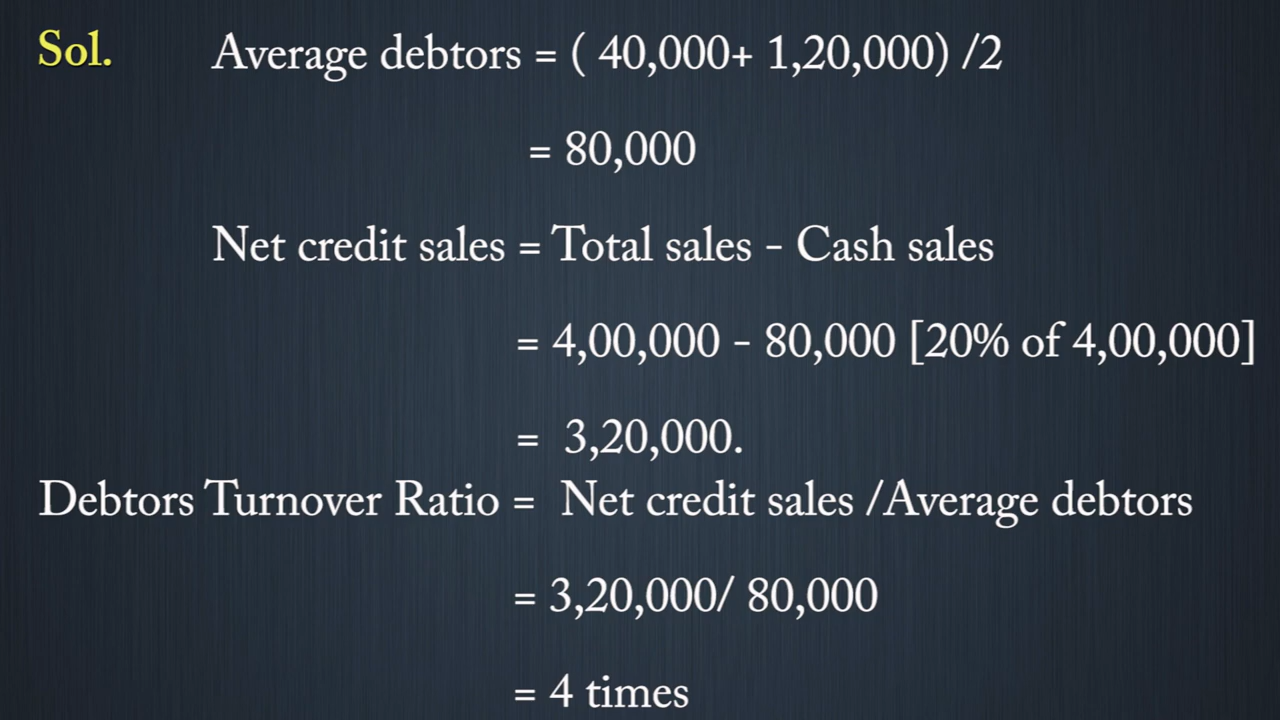 Sol. Average debtors = ( 40,000+ 1,20,000) /2
= 80,000
Net credit sales = Total sales - Cash sales
= 4,00,000 - 80,000 [20% of 4,00,000]
= 3,20,000.
Debtors Turnover Ratio = Net credit sales /Average debtors
= 3,20,000/ 80,000
= 4 times